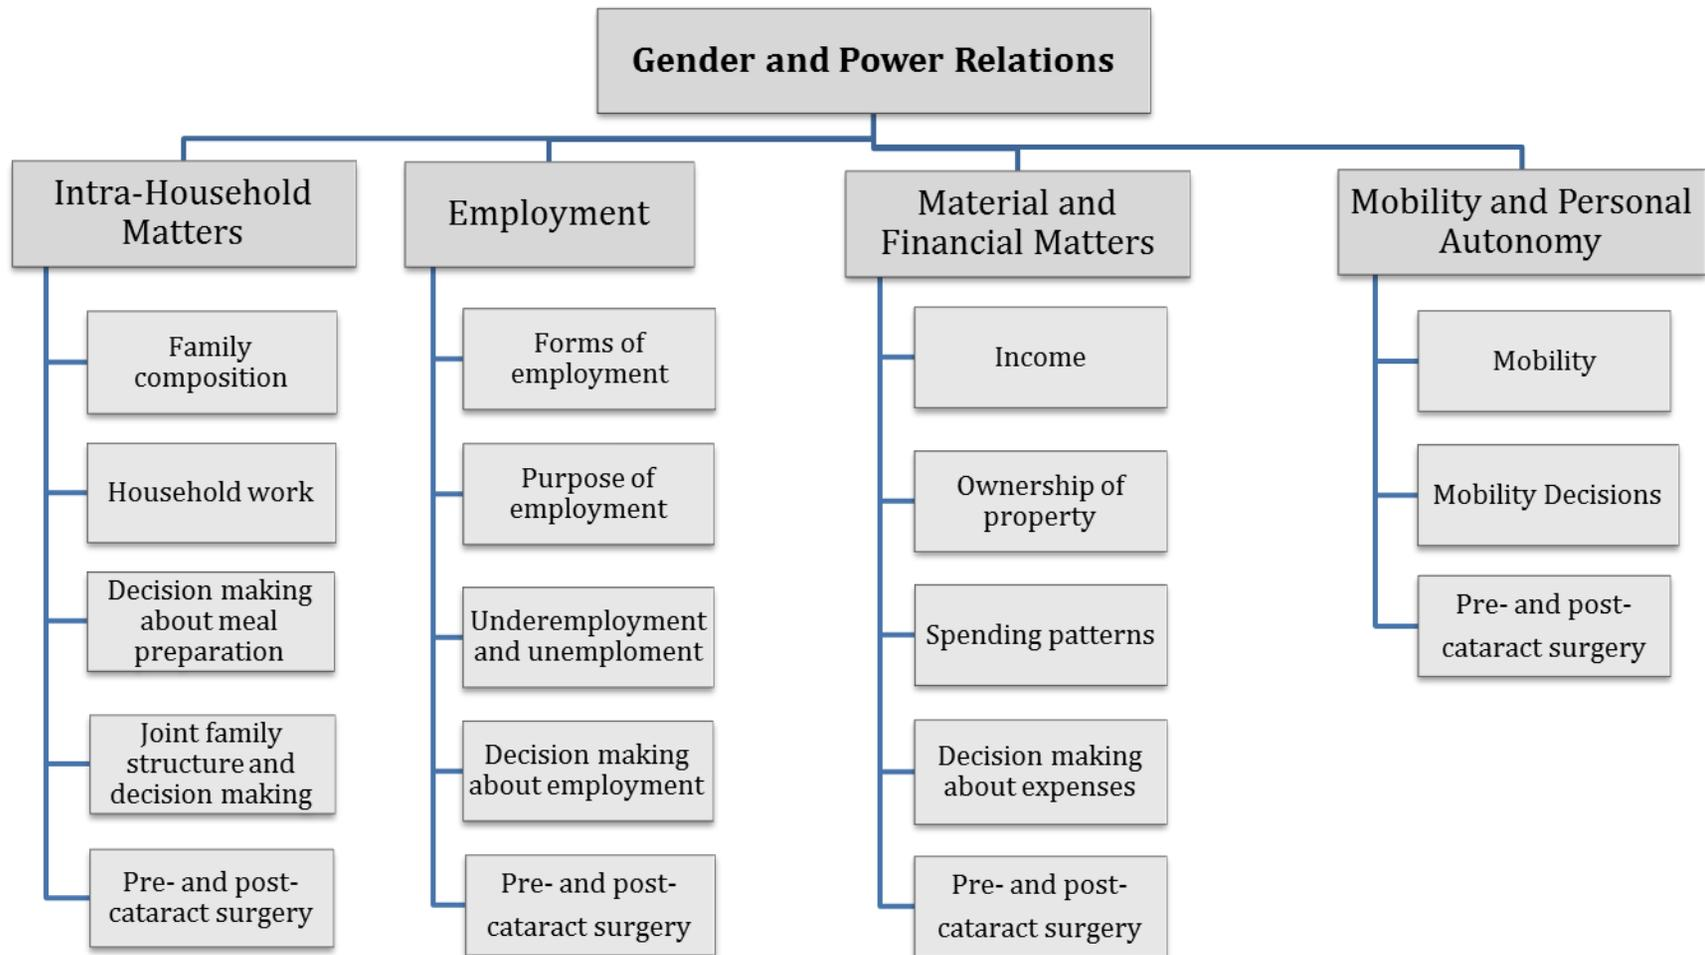 Gender and Power Relations
Intra-Household
Matters
Family
composition
Household work
Decision making
about meal
preparation
Joint family
structure and
decision making
Pre- and post-
cataract surgery
Employment
Forms of
employment
Purpose of
employment
Underemployment
and unemploment
Decision making
about employment
Pre- and post-
cataract surgery
Material and
Financial Matters
Income
Ownership of
property
Spending patterns
Decision making
about expenses
Pre- and post-
cataract surgery
Mobility and Personal
Autonomy
Mobility
Mobility Decisions
Pre- and post-
cataract surgery